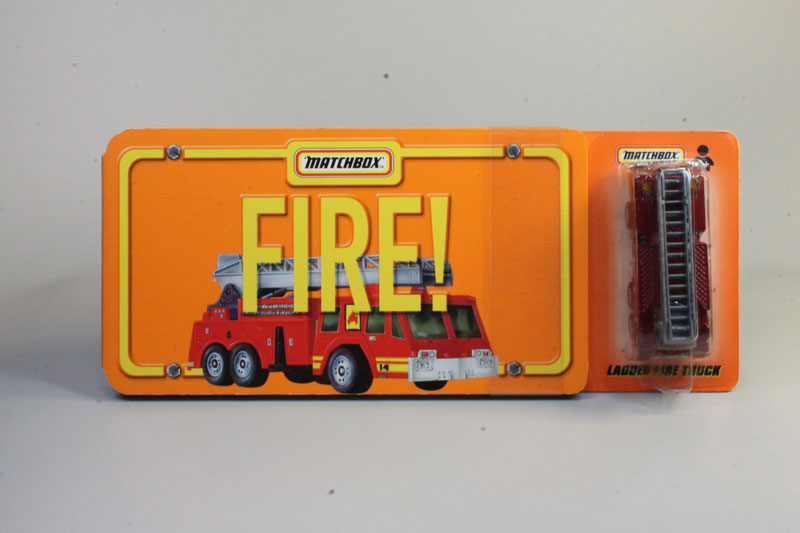 MATCHBOX
FIRE!
14
MATCHBOX
LADDER FIRE TRUCK